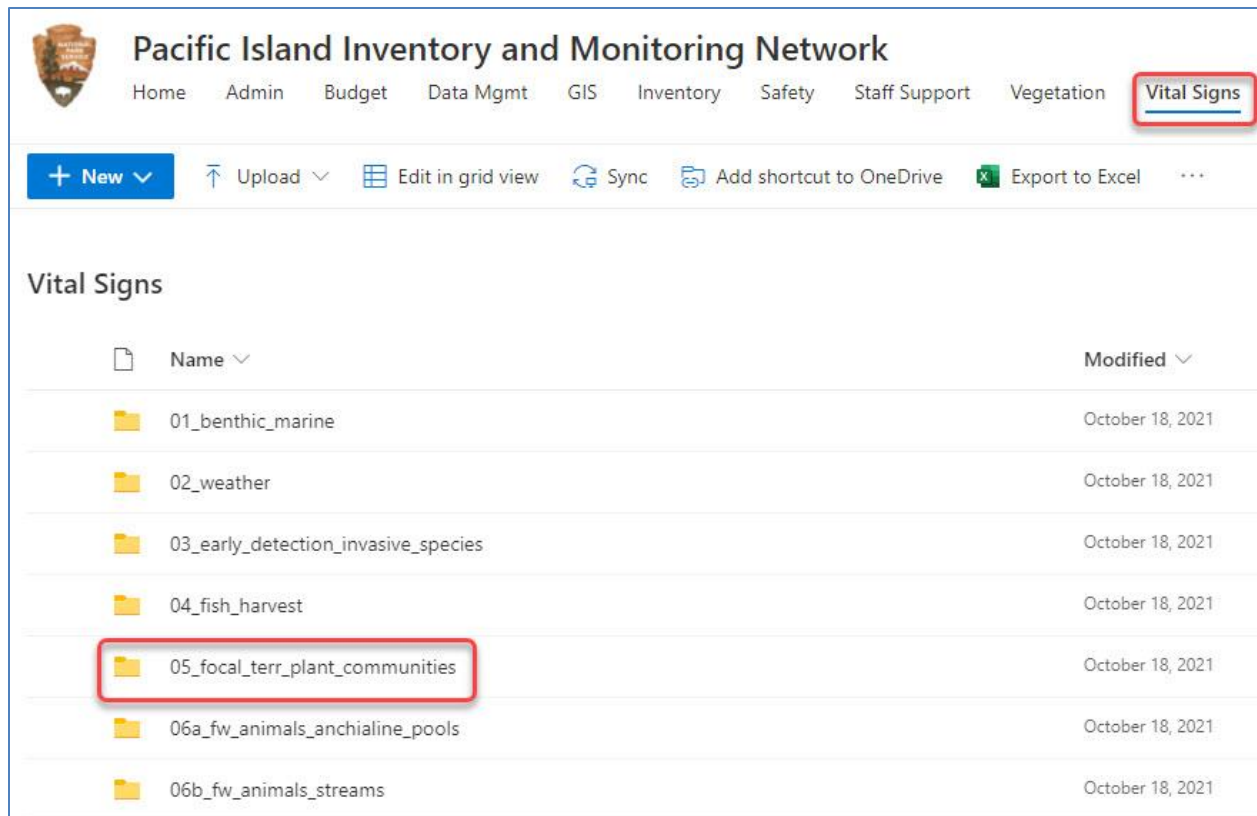 NATIONAL
PARK
SERVICE
Pacific Island Inventory and Monitoring Network
Home Admin Budget Data Mgmt GIS Inventory Safety Staff Support Vegetation Vital Signs
+ New Upload Edit in grid view Sync Add shortcut to OneDrive Export to Excel ...
Vital Signs
Name Modified
01_benthic_marine October 18, 2021
02_weather October 18, 2021
03_early_detection_invasive_species October 18, 2021
04_fish_harvest October 18, 2021
05_focal_terr_plant_communities October 18, 2021
06a_fw_animals_anchialine_pools October 18, 2021
06b_fw_animals_streams October 18, 2021